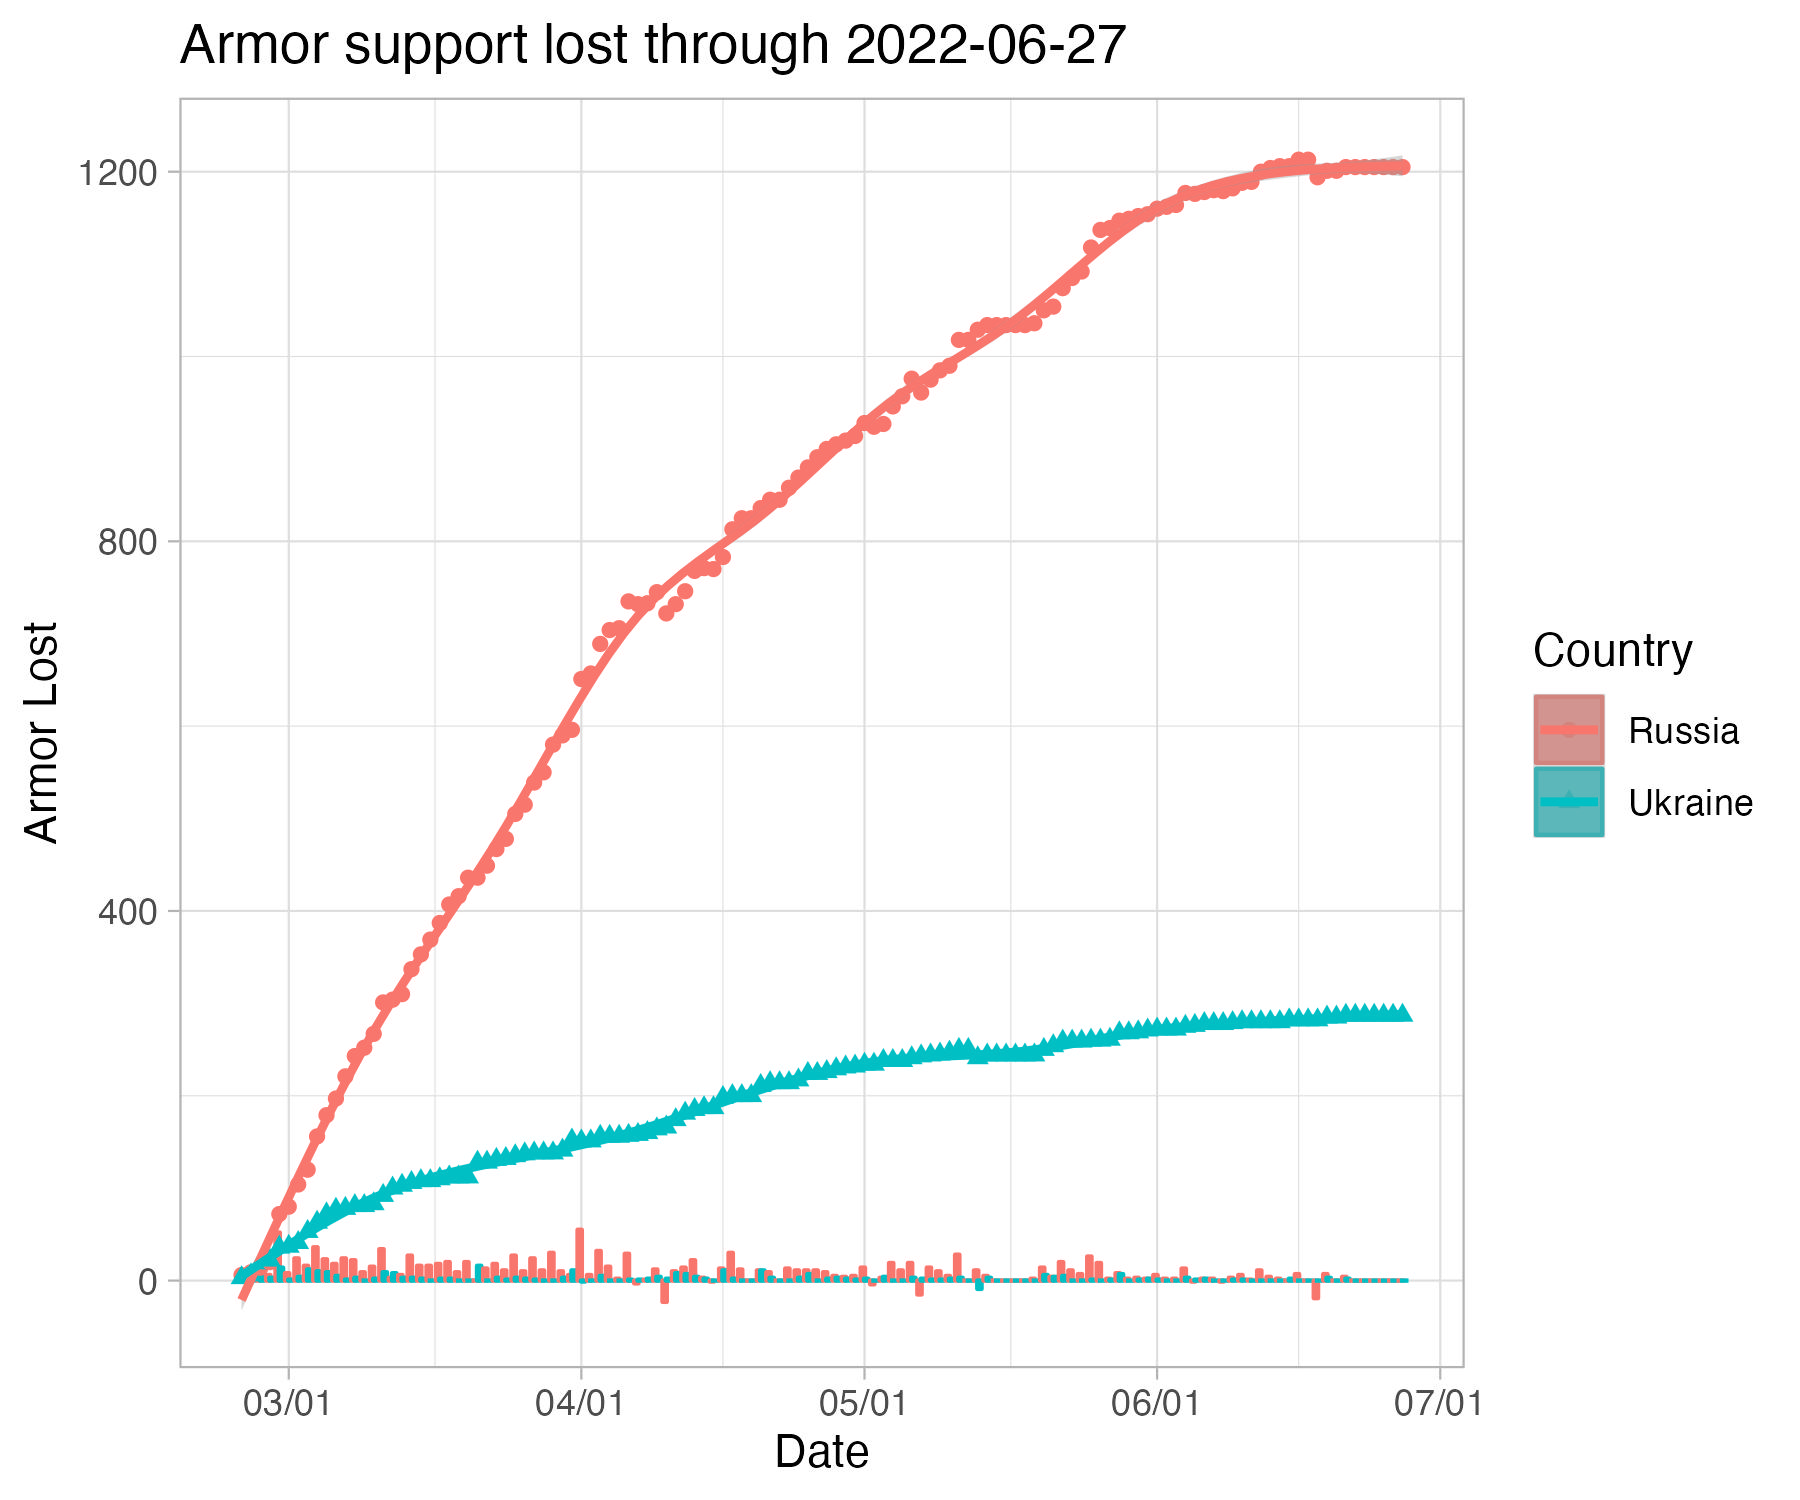 Armor support lost through 2022-06-27
1200
800
400
0
Armor Lost
03/01
04/01
05/01
06/01
07/01
Date
Country
Russia
Ukraine